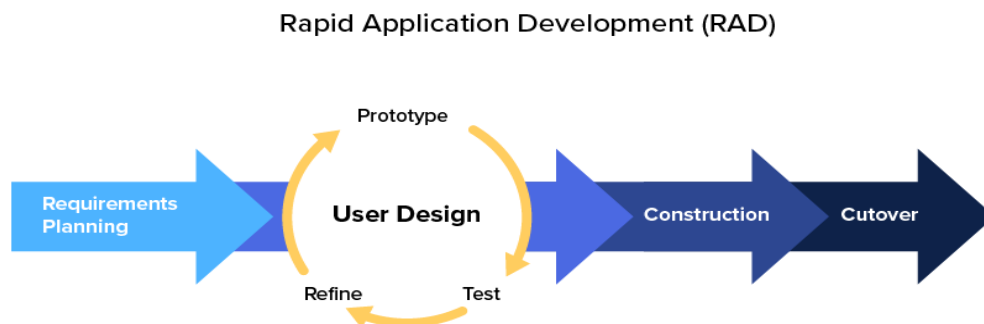 Rapid Application Development (RAD)
Prototype
Requirements
Planning
User Design
Construction
Cutover
Refine
Test